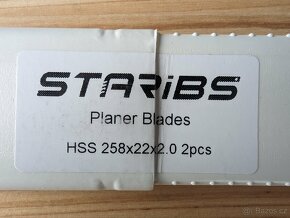 STARiBS
Planer Blades
HSS 258x22x2.0 2pcs